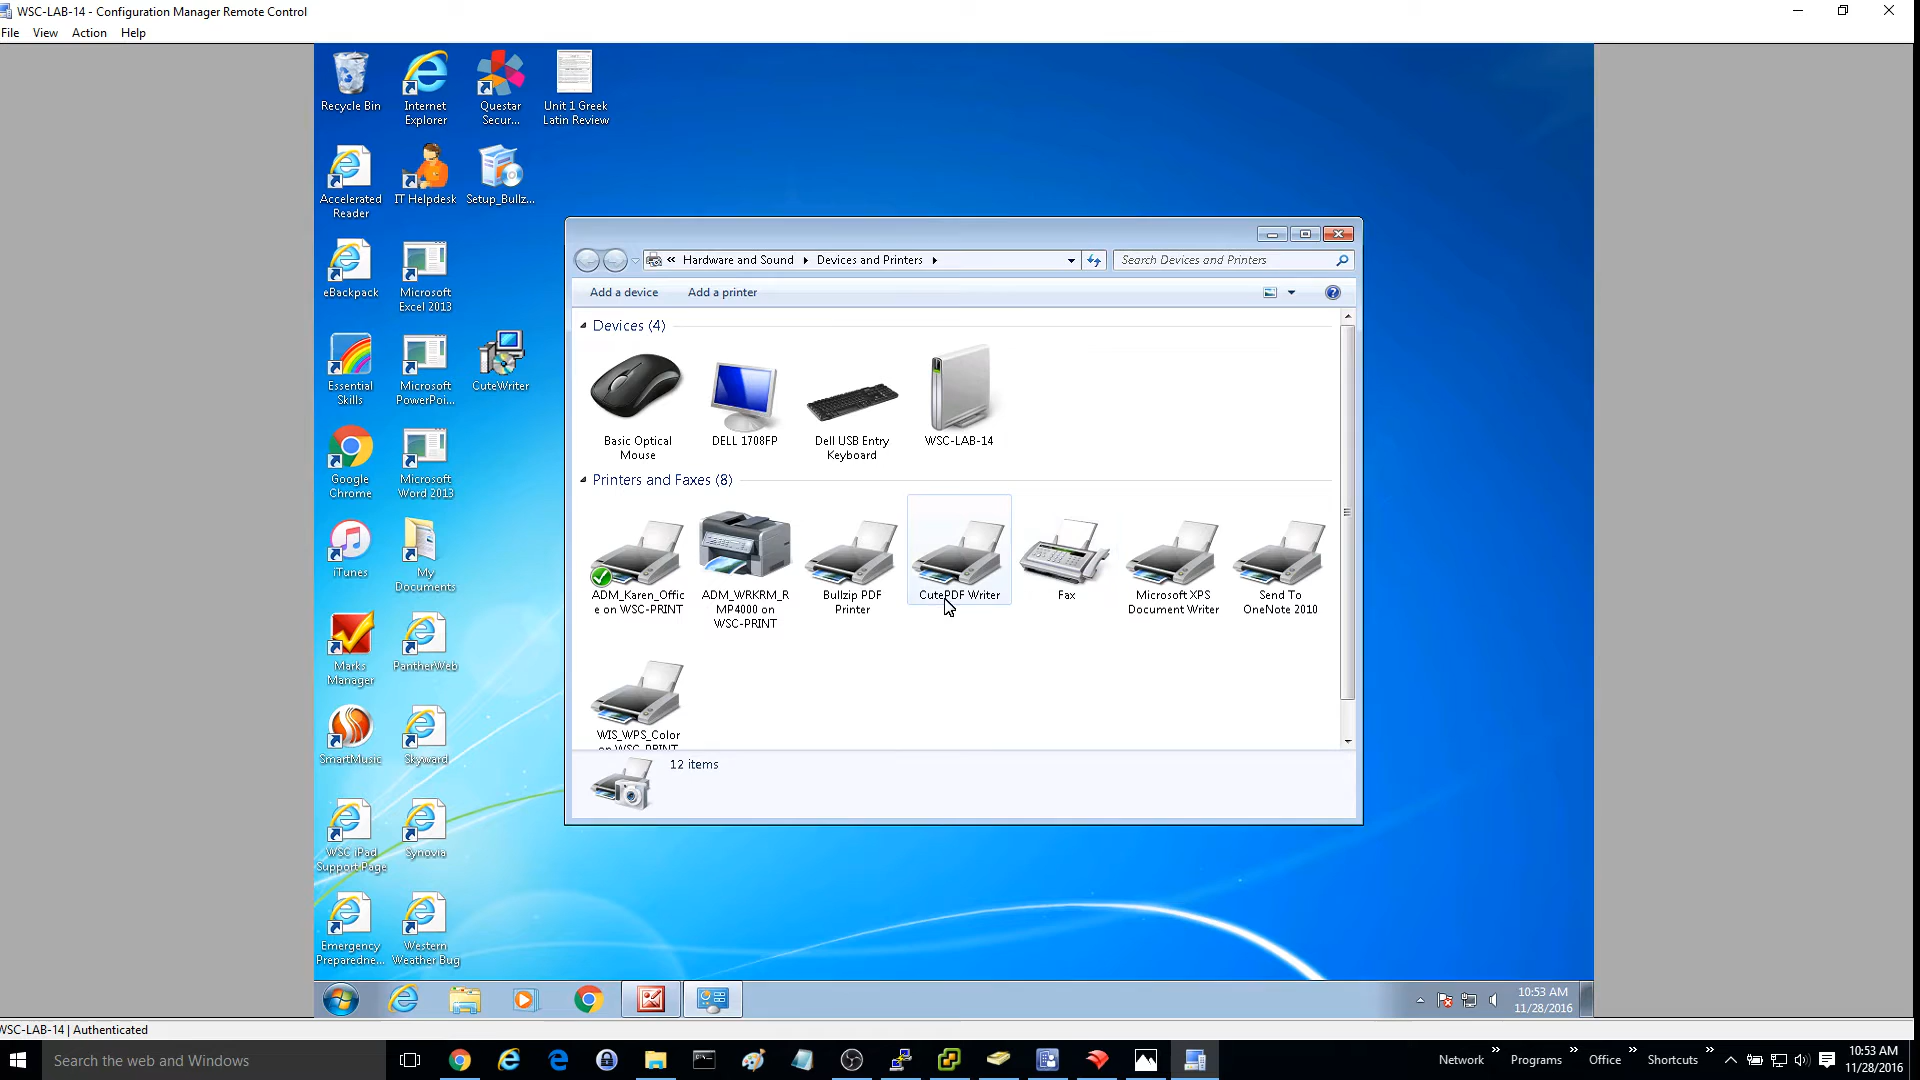 WSC-LAB-14 - Configuration Manager Remote Control
File View Action Help
Recycle Bin
Internet
Explorer
Questar
Secur...
Unit 1 Greek
Latin Review
Accelerated
Reader
IT Helpdesk
Setup_Bullz...
eBackpack
Microsoft
Excel 2013
Essential
Skills
Microsoft
PowerPoi...
CuteWriter
Google
Chrome
Microsoft
Word 2013
iTunes
My
Documents
Marks
Manager
PantherWeb
SmartMusic
Skyward
WSC iPad
Support Page
Synovia
Emergency
Preparedne...
Western
Weather Bug
« Hardware and Sound Devices and Printers
Search Devices and Printers
Add a device Add a printer
Devices (4)
Basic Optical
Mouse
DELL 1708FP
Dell USB Entry
Keyboard
WSC-LAB-14
Printers and Faxes (8)
ADM_Karen_Offic
e on WSC-PRINT
ADM_WRKRM_R
MP4000 on
WSC-PRINT
Bullzip PDF
Printer
CutePDF Writer
Fax
Microsoft XPS
Document Writer
Send To
OneNote 2010
WIS_WPS_Color
on WSC-PRINT
12 items
10:53 AM
11/28/2016
WSC-LAB-14 | Authenticated
Search the web and Windows
Network » Programs » Office » Shortcuts »
10:53 AM
11/28/2016